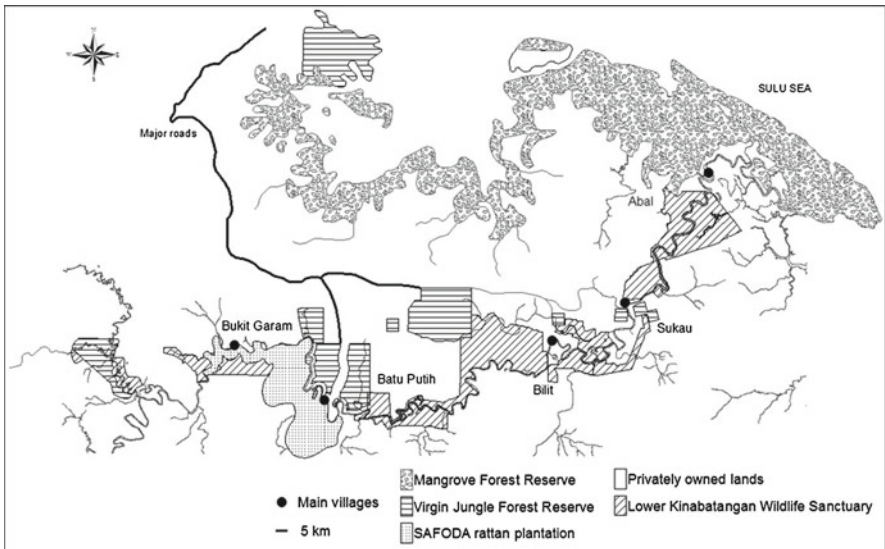 SULU SEA
Major roads
Abal
Bukit Garam
Sukau
Batu Putih
Bilit
Mangrove Forest Reserve
Privately owned lands
Main villages
Virgin Jungle Forest Reserve
Lower Kinabatangan Wildlife Sanctuary
5 km
SAFODA rattan plantation